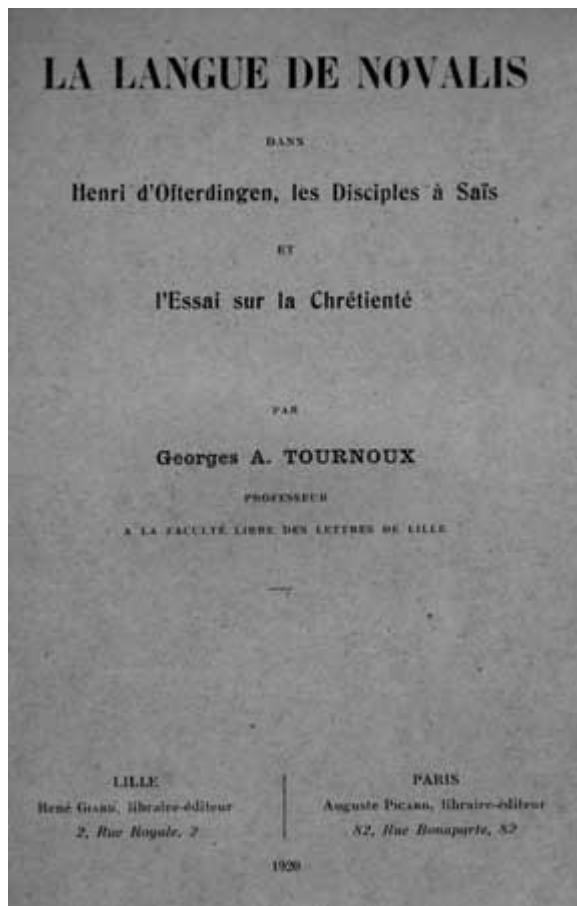 LA LANGUE DE NOVALIS
DANS
Henri d'Ofterdingen, les Disciples à Saïs
ET
l'Essai sur la Chrétienté
PAR
Georges A. TOURNOUX
PROFESSEUR
A LA FACULTÉ LIBRE DES LETTRES DE LILLE
LILLE
René GIARD, libraire-éditeur
2, Rue Royale, 2
PARIS
Auguste PICARD, libraire-éditeur
82, Rue Bonaparte, 82
1920